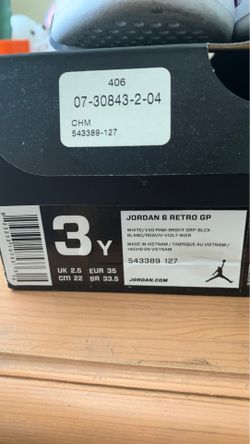 406
07-30843-2-04
CHM
543389-127
3Y
UK 2.5 EUR 35
CM 22 BR 33.5
JORDAN 6 RETRO GP
WHITE/VVD PINK-BRGHT GRP-BLCK
BLANC/ROSVIV-VIOLT-NOIR
MADE IN VIETNAM / FABRIQUE AU VIETNAM /
HECHO EN VIETNAM
543389 127
JORDAN.COM